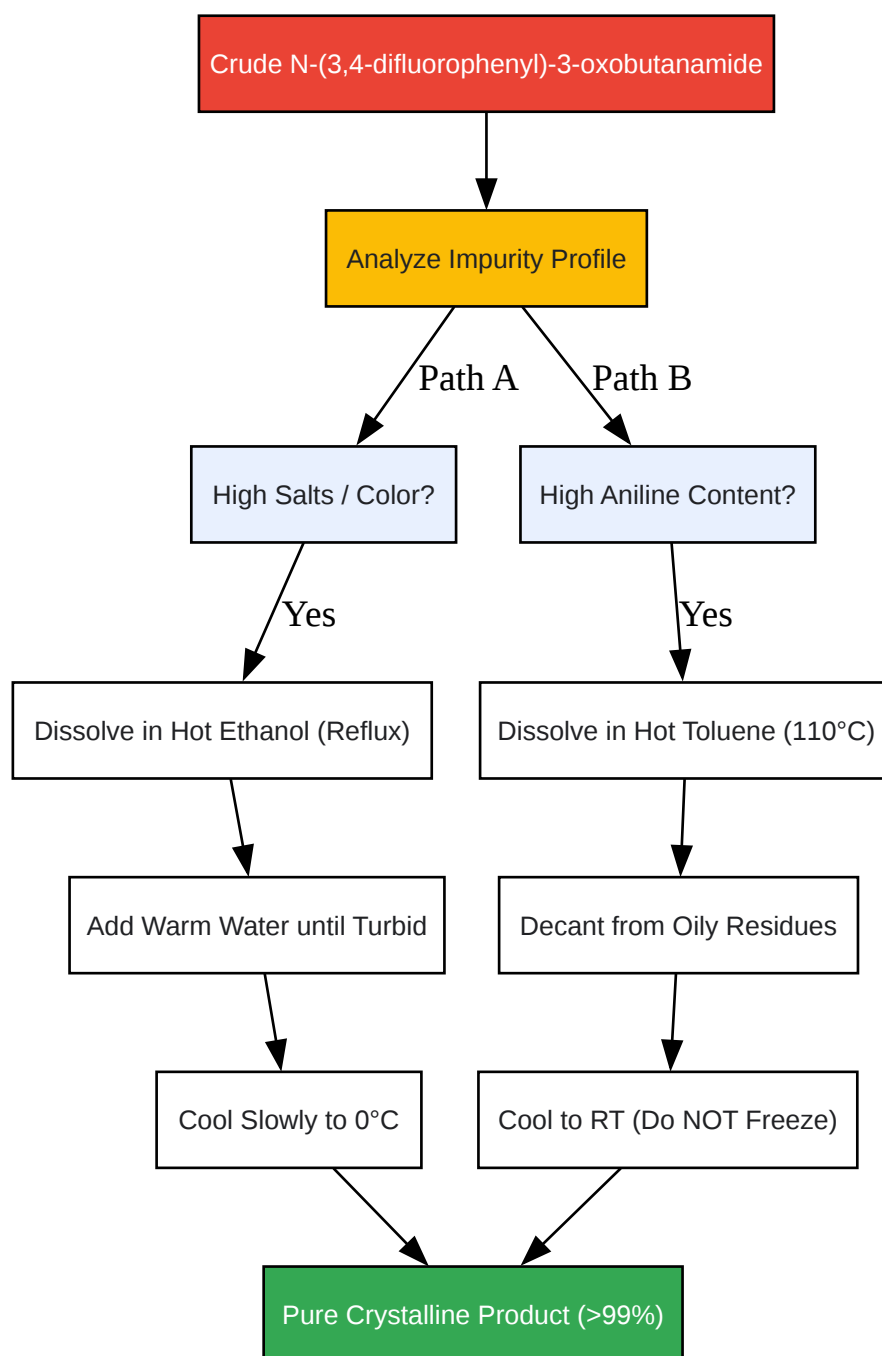 Crude N-(3,4-difluorophenyl)-3-oxobutanamide
Analyze Impurity Profile
Path A
Path B
High Salts / Color?
High Aniline Content?
Yes
Yes
Dissolve in Hot Ethanol (Reflux)
Dissolve in Hot Toluene (110°C)
Add Warm Water until Turbid
Decant from Oily Residues
Cool Slowly to 0°C
Cool to RT (Do NOT Freeze)
Pure Crystalline Product (>99%)